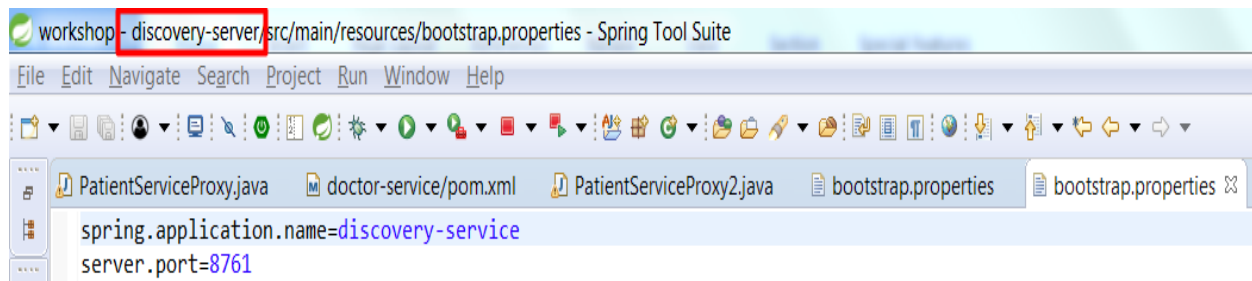 workshop - discovery-server/src/main/resources/bootstrap.properties - Spring Tool Suite
File Edit Navigate Search Project Run Window Help
PatientServiceProxy.java doctor-service/pom.xml PatientServiceProxy2.java bootstrap.properties bootstrap.properties
spring.application.name=discovery-service
server.port=8761